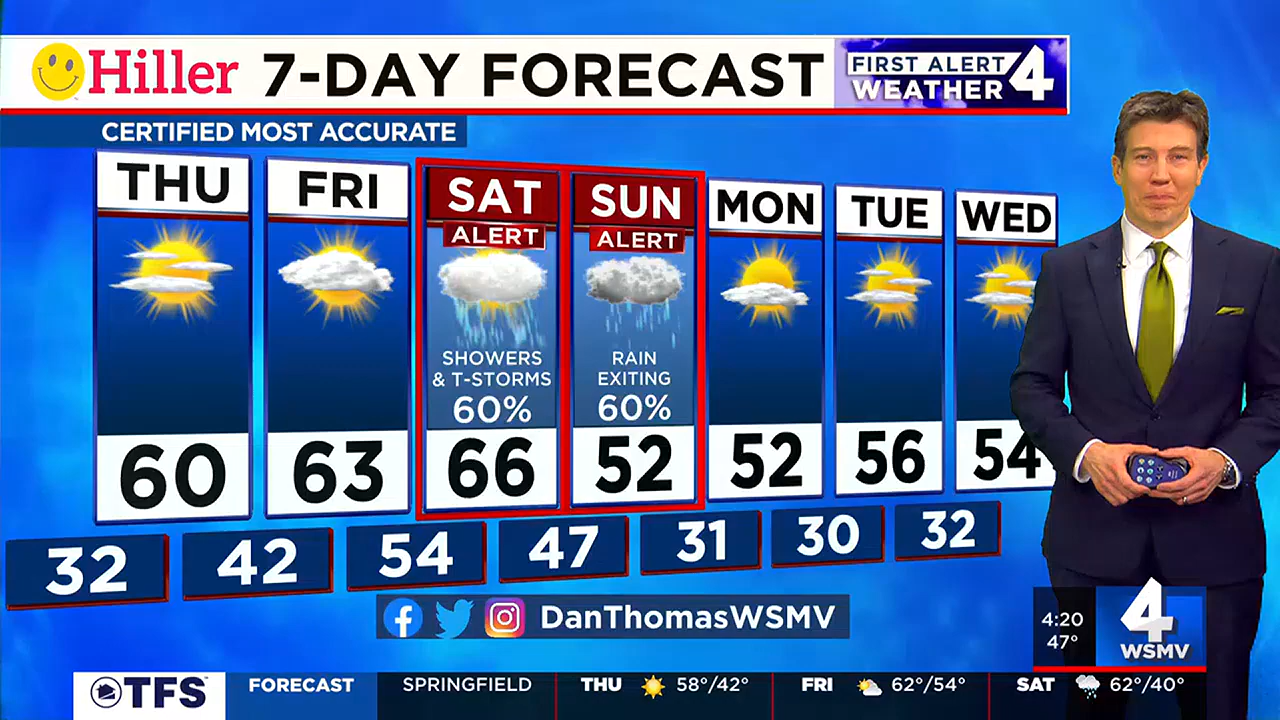 Hiller 7-DAY FORECAST FIRST ALERT WEATHER 4
CERTIFIED MOST ACCURATE
THU FRI SAT SUN MON TUE WED
ALERT ALERT
SHOWERS & T-STORMS 60%
RAIN EXITING 60%
60 63 66 52 52 56 54
32 42 54 47 31 30 32
DanThomasWSMV
4:20
47°
4 WSMV
TFS FORECAST SPRINGFIELD THU 58°/42° FRI 62°/54° SAT 62°/40°